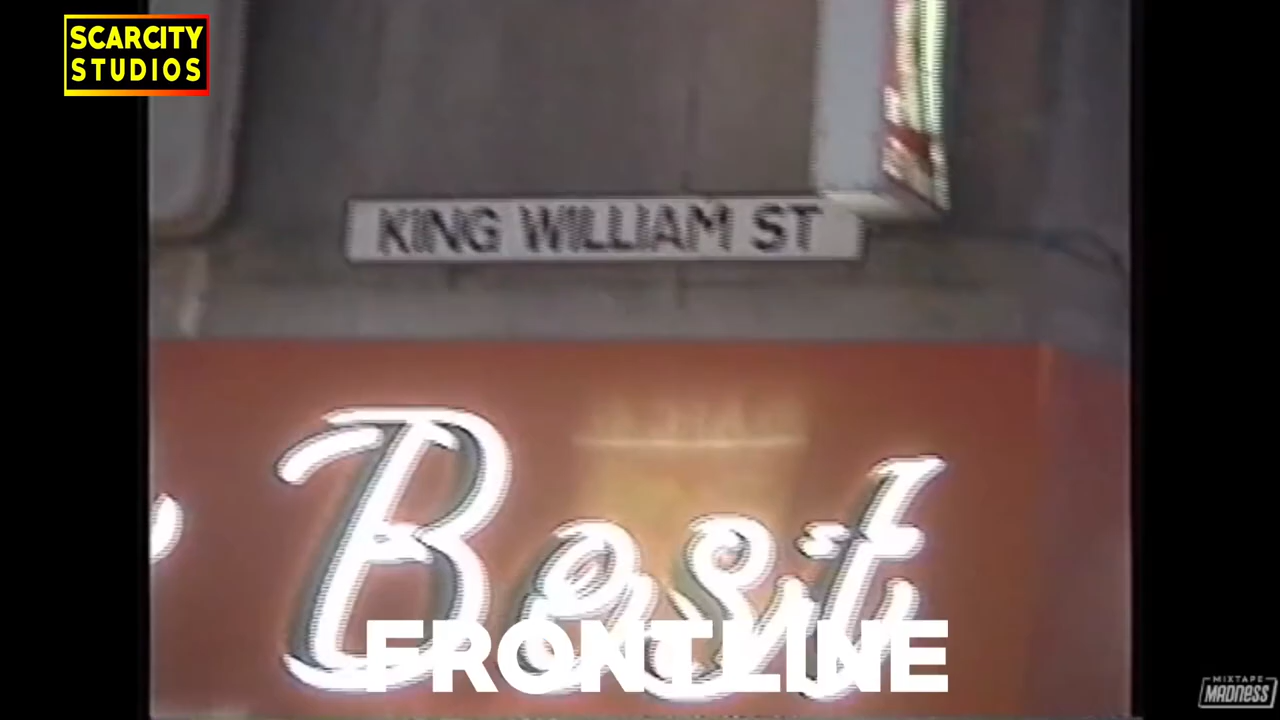 SCARCITY
STUDIOS
KING WILLIAM ST
Best
FRONTLINE
MIXTAPE
MADNESS